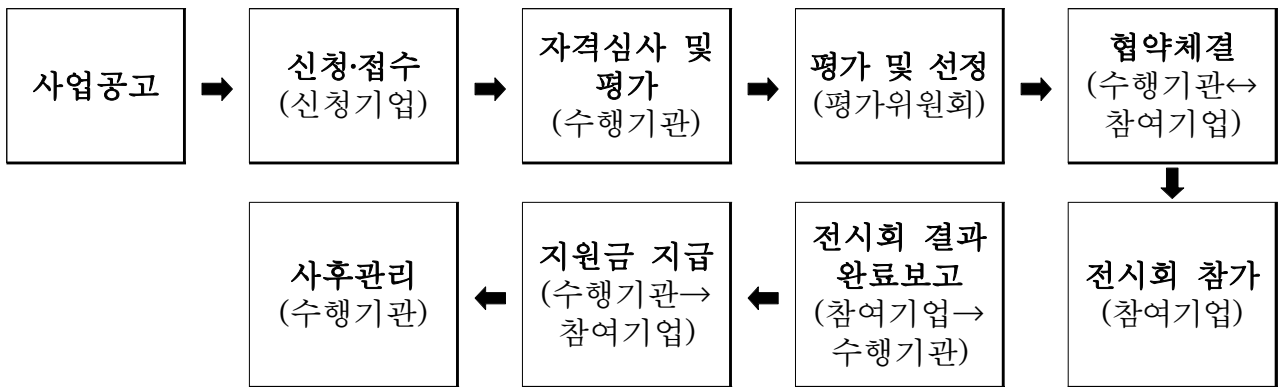 사업공고
신청·접수
(신청기업)
자격심사 및
평가
(수행기관)
평가 및 선정
(평가위원회)
협약체결
(수행기관↔
참여기업)
전시회 참가
(참여기업)
전시회 결과
완료보고
(참여기업→
수행기관)
지원금 지급
(수행기관→
참여기업)
사후관리
(수행기관)